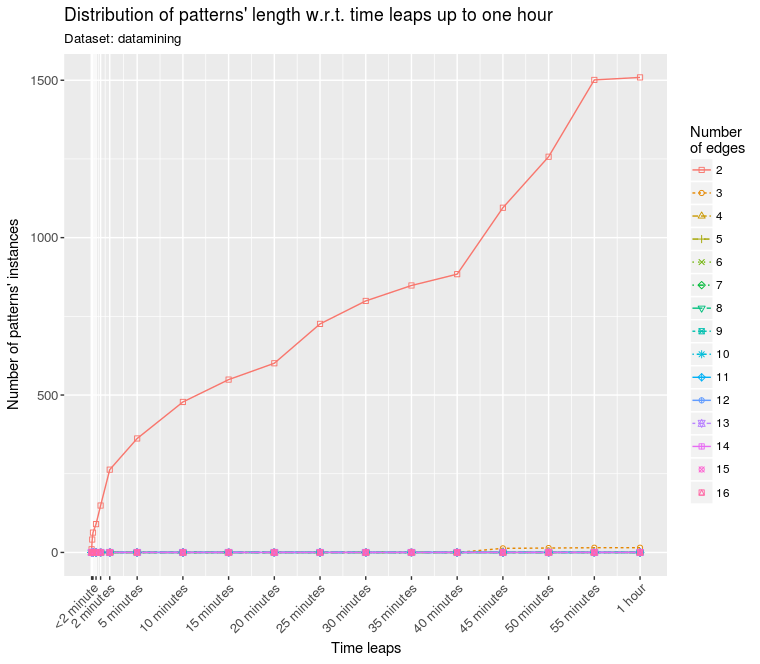 Distribution of patterns' length w.r.t. time leaps up to one hour
Dataset: datamining
Number of patterns' instances
1500
1000
500
0
<2 minute
2 minutes
5 minutes
10 minutes
15 minutes
20 minutes
25 minutes
30 minutes
35 minutes
40 minutes
45 minutes
50 minutes
55 minutes
1 hour
Time leaps
Number
of edges
2
3
4
5
6
7
8
9
10
11
12
13
14
15
16